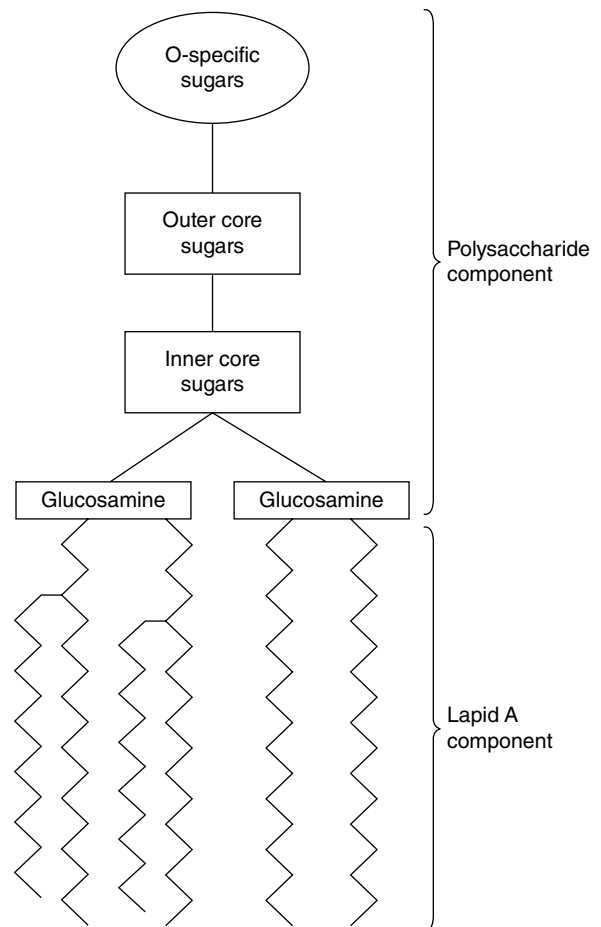 O-specific
sugars
Outer core
sugars
Polysaccharide
component
Inner core
sugars
Glucosamine
Glucosamine
Lapid A
component